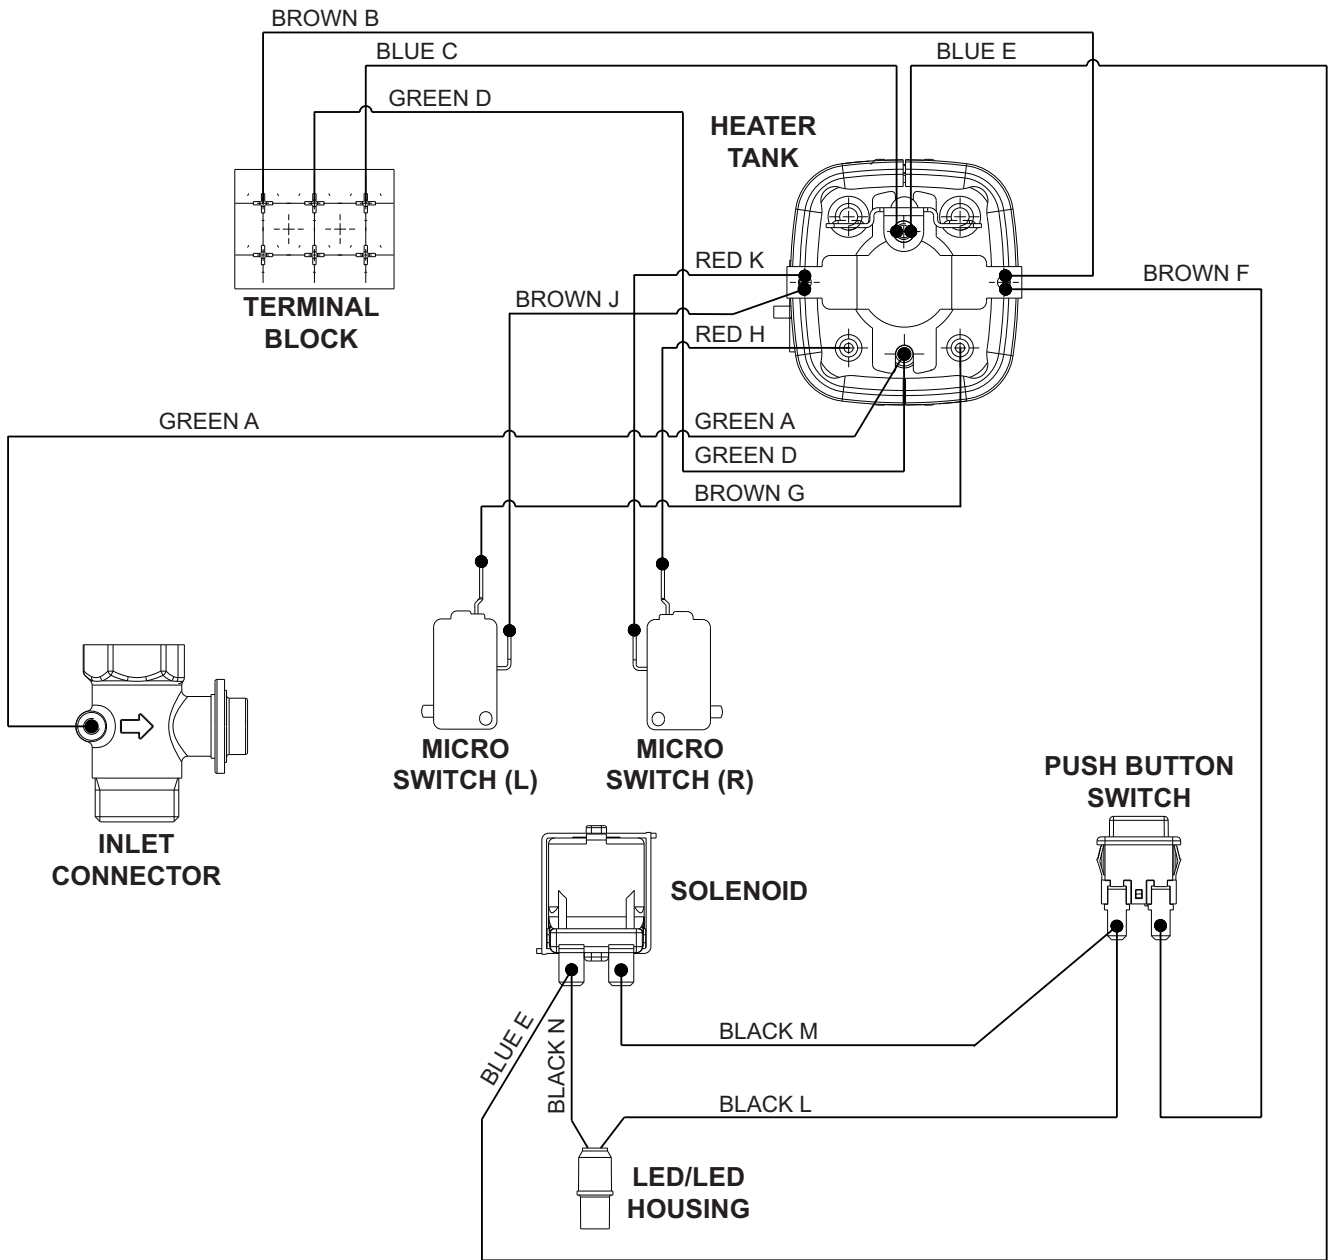 BROWN B
BLUE C
BLUE E
GREEN D
HEATER
TANK
RED K
BROWN F
BROWN J
TERMINAL
BLOCK
RED H
GREEN A
GREEN A
GREEN D
BROWN G
MICRO
SWITCH (L)
MICRO
SWITCH (R)
PUSH BUTTON
SWITCH
INLET
CONNECTOR
SOLENOID
BLUE E
BLACK N
BLACK M
BLACK L
LED/LED
HOUSING